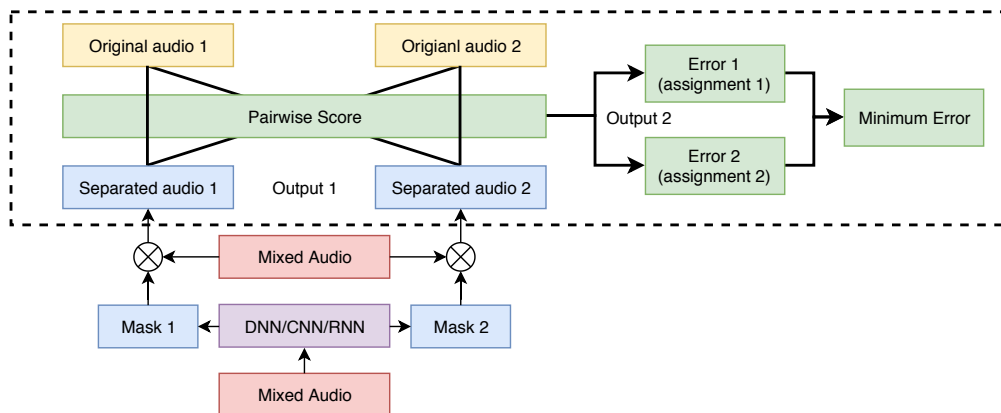 Original audio 1
Origianl audio 2
Pairwise Score
Error 1
(assignment 1)
Output 2
Minimum Error
Error 2
(assignment 2)
Separated audio 1
Output 1
Separated audio 2
Mixed Audio
Mask 1
DNN/CNN/RNN
Mask 2
Mixed Audio